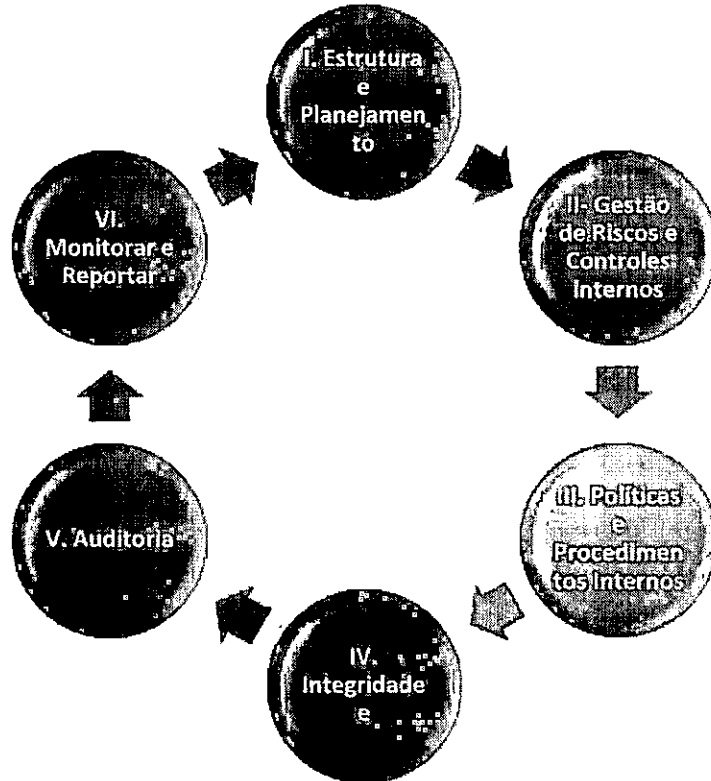 I. Estrutura
e
Planejamen
to
II- Gestão
de Riscos e
Controles
Internos
III. Políticas
e
Procedimen
tos Internos
IV.
Integridade
e
V. Auditoria
VI.
Monitorar e
Reportar